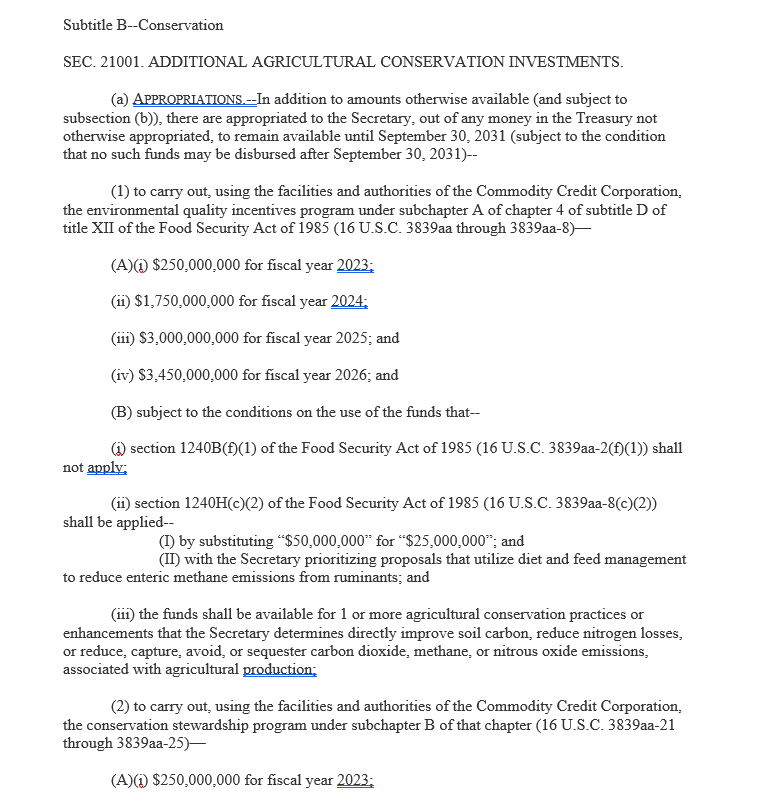 Subtitle B--Conservation
SEC. 21001. ADDITIONAL AGRICULTURAL CONSERVATION INVESTMENTS.
(a) APPROPRIATIONS.--In addition to amounts otherwise available (and subject to
subsection (b)), there are appropriated to the Secretary, out of any money in the Treasury not
otherwise appropriated, to remain available until September 30, 2031 (subject to the condition
that no such funds may be disbursed after September 30, 2031)--
(1) to carry out, using the facilities and authorities of the Commodity Credit Corporation,
the environmental quality incentives program under subchapter A of chapter 4 of subtitle D of
title XII of the Food Security Act of 1985 (16 U.S.C. 3839aa through 3839aa-8)—
(A)(i) $250,000,000 for fiscal year 2023;
(ii) $1,750,000,000 for fiscal year 2024;
(iii) $3,000,000,000 for fiscal year 2025; and
(iv) $3,450,000,000 for fiscal year 2026; and
(B) subject to the conditions on the use of the funds that--
(i) section 1240B(f)(1) of the Food Security Act of 1985 (16 U.S.C. 3839aa-2(f)(1)) shall
not apply;
(ii) section 1240H(c)(2) of the Food Security Act of 1985 (16 U.S.C. 3839aa-8(c)(2))
shall be applied--
(I) by substituting “$50,000,000” for “$25,000,000”; and
(II) with the Secretary prioritizing proposals that utilize diet and feed management
to reduce enteric methane emissions from ruminants; and
(iii) the funds shall be available for 1 or more agricultural conservation practices or
enhancements that the Secretary determines directly improve soil carbon, reduce nitrogen losses,
or reduce, capture, avoid, or sequester carbon dioxide, methane, or nitrous oxide emissions,
associated with agricultural production;
(2) to carry out, using the facilities and authorities of the Commodity Credit Corporation,
the conservation stewardship program under subchapter B of that chapter (16 U.S.C. 3839aa-21
through 3839aa-25)—
(A)(i) $250,000,000 for fiscal year 2023;